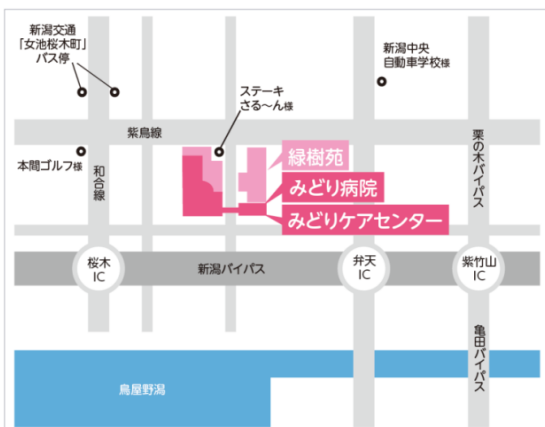 新潟交通
「女池桜木町」
バス停
新潟中央
自動車学校様
ステーキ
さる〜ん様
紫鳥線
本間ゴルフ様
和合線
栗の木バイパス
緑樹苑
みどり病院
みどりケアセンター
桜木
IC
新潟バイパス
弁天
IC
紫竹山
IC
亀田バイパス
鳥屋野潟